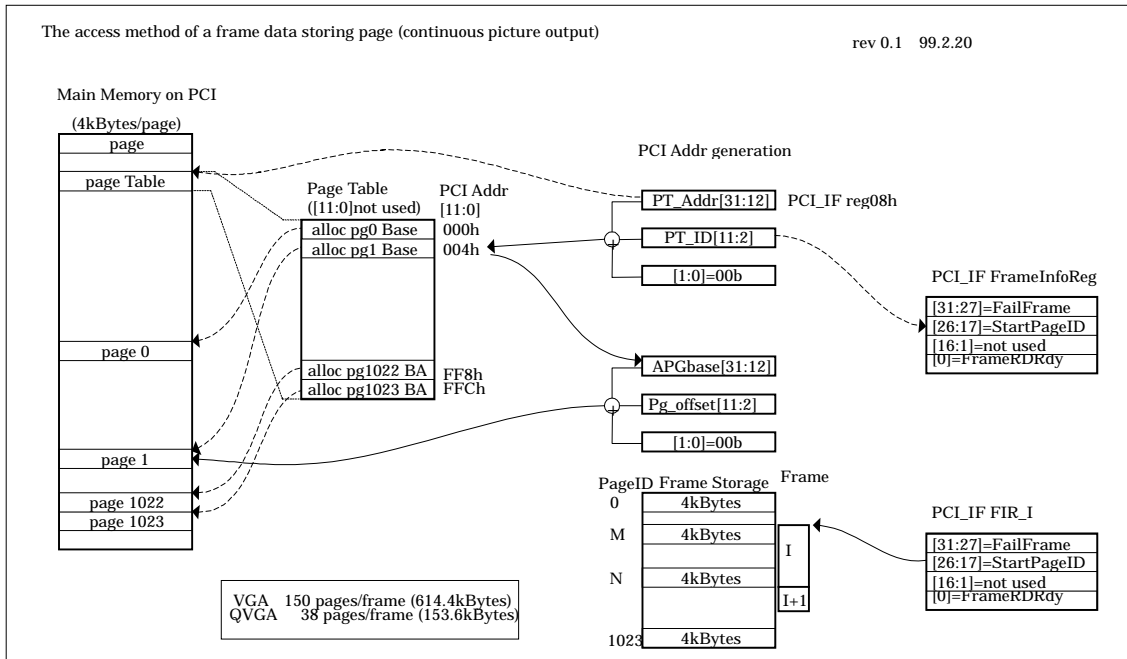 The access method of a frame data storing page (continuous picture output)
rev 0.1 99.2.20
Main Memory on PCI
(4kBytes/page)
page
page Table
page 0
page 1
page 1022
page 1023
Page Table
([11:0]not used)
PCI Addr
[11:0]
alloc pg0 Base
000h
alloc pg1 Base
004h
alloc pg1022 BA
FF8h
alloc pg1023 BA
FFCh
PCI Addr generation
PT_Addr[31:12]
PCI_IF reg08h
PT_ID[11:2]
[1:0]=00b
APGbase[31:12]
Pg_offset[11:2]
[1:0]=00b
PCI_IF FrameInfoReg
[31:27]=FailFrame
[26:17]=StartPageID
[16:1]=not used
[0]=FrameRDRdy
PageID Frame Storage Frame
0 4kBytes
M 4kBytes
I
N 4kBytes
I+1
1023 4kBytes
PCI_IF FIR_I
[31:27]=FailFrame
[26:17]=StartPageID
[16:1]=not used
[0]=FrameRDRdy
VGA 150 pages/frame (614.4kBytes)
QVGA 38 pages/frame (153.6kBytes)